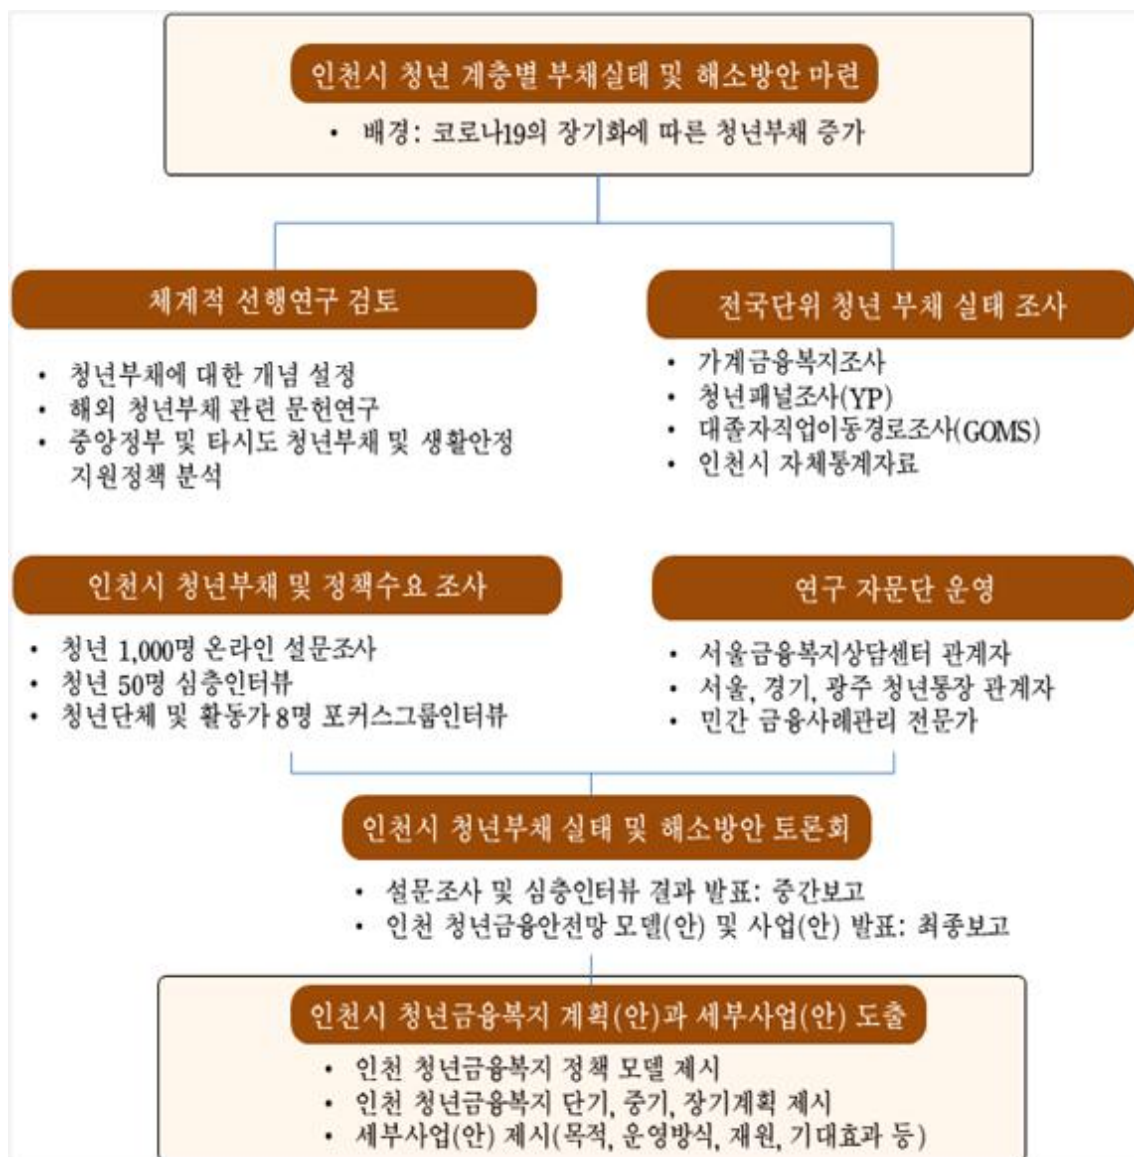 인천시 청년 계층별 부채실태 및 해소방안 마련
• 배경: 코로나19의 장기화에 따른 청년부채 증가
체계적 선행연구 검토
• 청년부채에 대한 개념 설정
• 해외 청년부채 관련 문헌연구
• 중앙정부 및 타시도 청년부채 및 생활안정
지원정책 분석
전국단위 청년 부채 실태 조사
• 가계금융복지조사
• 청년패널조사(YP)
• 대졸자직업이동경로조사(GOMS)
• 인천시 자체통계자료
인천시 청년부채 및 정책수요 조사
• 청년 1,000명 온라인 설문조사
• 청년 50명 심층인터뷰
• 청년단체 및 활동가 8명 포커스그룹인터뷰
연구 자문단 운영
• 서울금융복지상담센터 관계자
• 서울, 경기, 광주 청년통장 관계자
• 민간 금융사례관리 전문가
인천시 청년부채 실태 및 해소방안 토론회
• 설문조사 및 심층인터뷰 결과 발표: 중간보고
• 인천 청년금융안전망 모델(안) 및 사업(안) 발표: 최종보고
인천시 청년금융복지 계획(안)과 세부사업(안) 도출
• 인천 청년금융복지 정책 모델 제시
• 인천 청년금융복지 단기, 중기, 장기계획 제시
• 세부사업(안) 제시(목적, 운영방식, 재원, 기대효과 등)